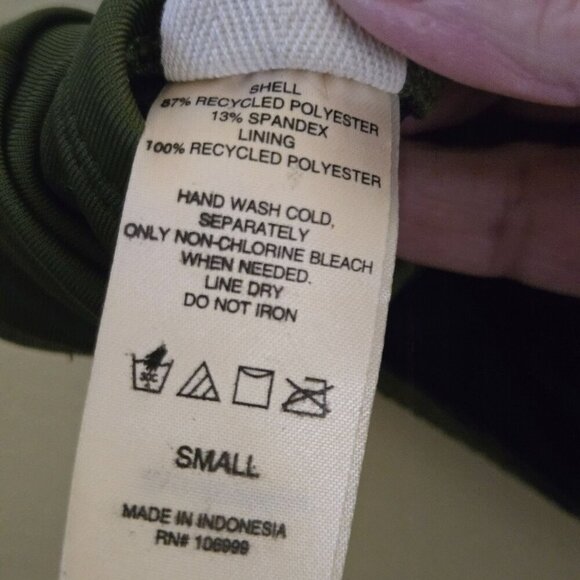 SHELL
87% RECYCLED POLYESTER
13% SPANDEX
LINING
100% RECYCLED POLYESTER
HAND WASH COLD,
SEPARATELY
ONLY NON-CHLORINE BLEACH
WHEN NEEDED.
LINE DRY
DO NOT IRON
SMALL
MADE IN INDONESIA
RN# 106999